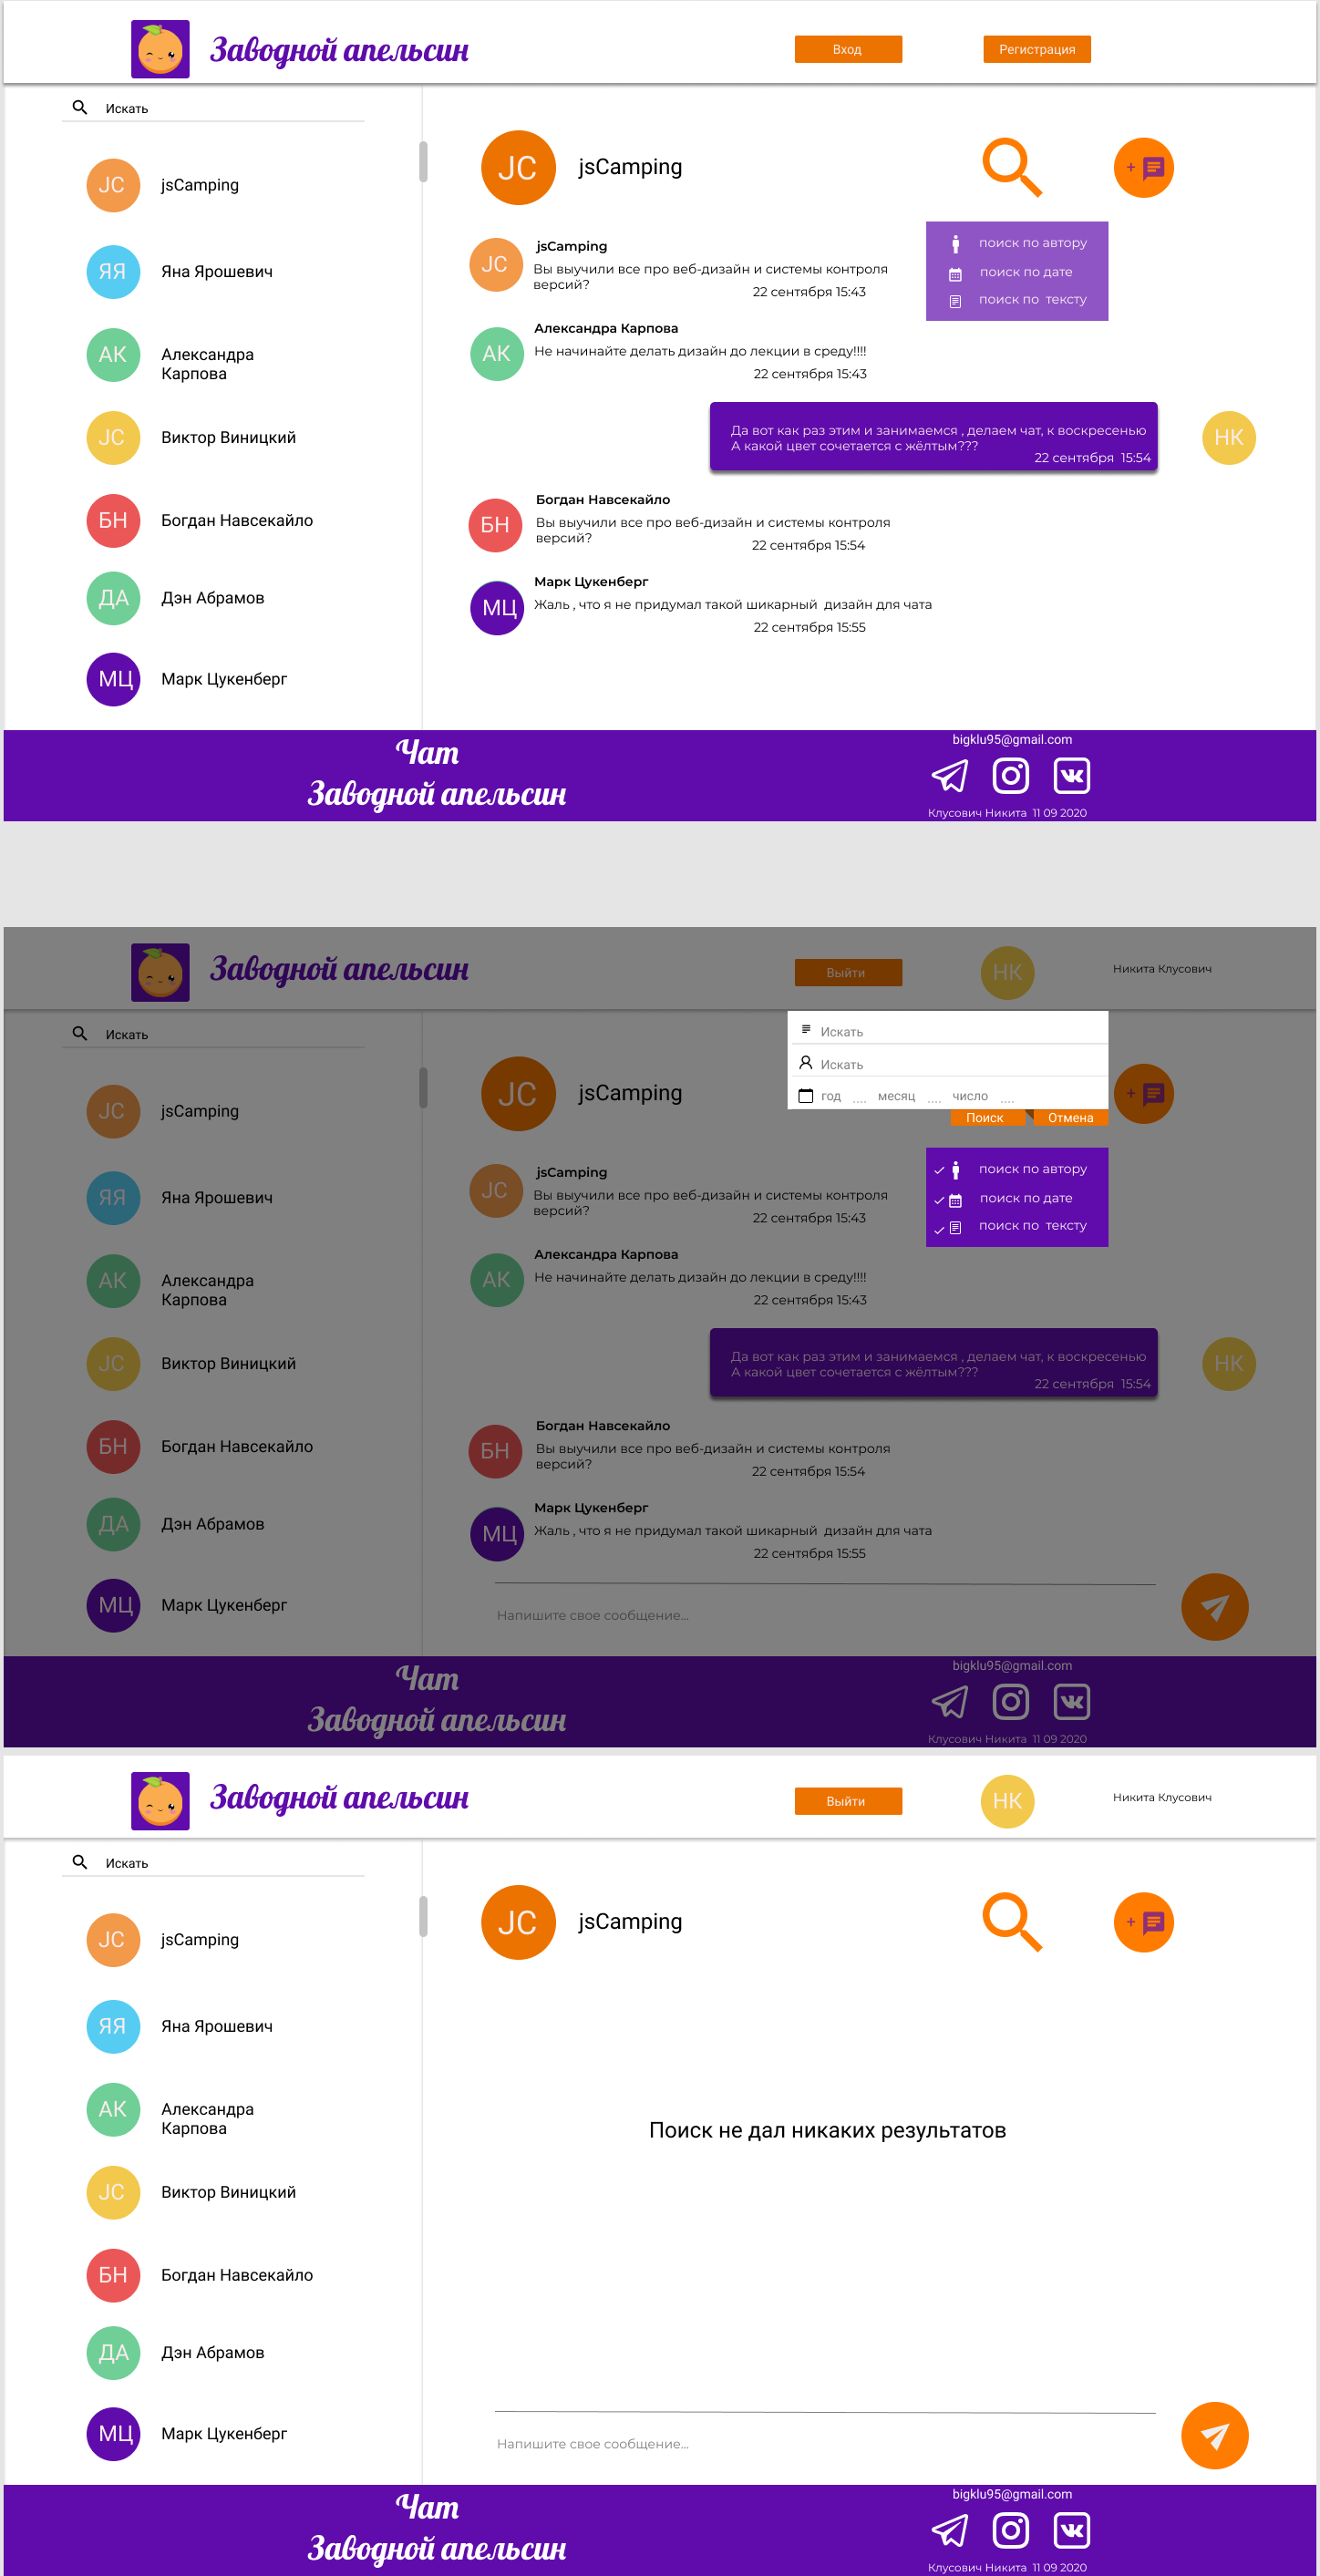 Заводной апельсин
Вход
Регистрация
Искать
JC
jsCamping
ЯЯ
Яна Ярошевич
АК
Александра
Карпова
JC
Виктор Виницкий
БН
Богдан Навсекайло
ДА
Дэн Абрамов
МЦ
Марк Цукенберг
JC
jsCamping
+
поиск по автору
поиск по дате
поиск по тексту
JC
jsCamping
Вы выучили все про веб-дизайн и системы контроля
версий?
22 сентября 15:43
АК
Александра Карпова
Не начинайте делать дизайн до лекции в среду!!!!
22 сентября 15:43
Да вот как раз этим и занимаемся , делаем чат, к воскресенью
А какой цвет сочетается с жёлтым???
22 сентября 15:54
НК
БН
Богдан Навсекайло
Вы выучили все про веб-дизайн и системы контроля
версий?
22 сентября 15:54
МЦ
Марк Цукенберг
Жаль , что я не придумал такой шикарный дизайн для чата
22 сентября 15:55
Чат
Заводной апельсин
bigklu95@gmail.com
Клусович Никита 11 09 2020
Заводной апельсин
Выйти
НК
Никита Клусович
Искать
JC
jsCamping
ЯЯ
Яна Ярошевич
АК
Александра
Карпова
JC
Виктор Виницкий
БН
Богдан Навсекайло
ДА
Дэн Абрамов
МЦ
Марк Цукенберг
JC
jsCamping
Искать
Искать
год .... месяц .... число ....
Поиск
Отмена
+
поиск по автору
поиск по дате
поиск по тексту
JC
jsCamping
Вы выучили все про веб-дизайн и системы контроля
версий?
22 сентября 15:43
АК
Александра Карпова
Не начинайте делать дизайн до лекции в среду!!!!
22 сентября 15:43
Да вот как раз этим и занимаемся , делаем чат, к воскресенью
А какой цвет сочетается с жёлтым???
22 сентября 15:54
НК
БН
Богдан Навсекайло
Вы выучили все про веб-дизайн и системы контроля
версий?
22 сентября 15:54
МЦ
Марк Цукенберг
Жаль , что я не придумал такой шикарный дизайн для чата
22 сентября 15:55
Напишите свое сообщение...
Чат
Заводной апельсин
bigklu95@gmail.com
Клусович Никита 11 09 2020
Заводной апельсин
Выйти
НК
Никита Клусович
Искать
JC
jsCamping
ЯЯ
Яна Ярошевич
АК
Александра
Карпова
JC
Виктор Виницкий
БН
Богдан Навсекайло
ДА
Дэн Абрамов
МЦ
Марк Цукенберг
JC
jsCamping
+
Поиск не дал никаких результатов
Напишите свое сообщение...
Чат
Заводной апельсин
bigklu95@gmail.com
Клусович Никита 11 09 2020